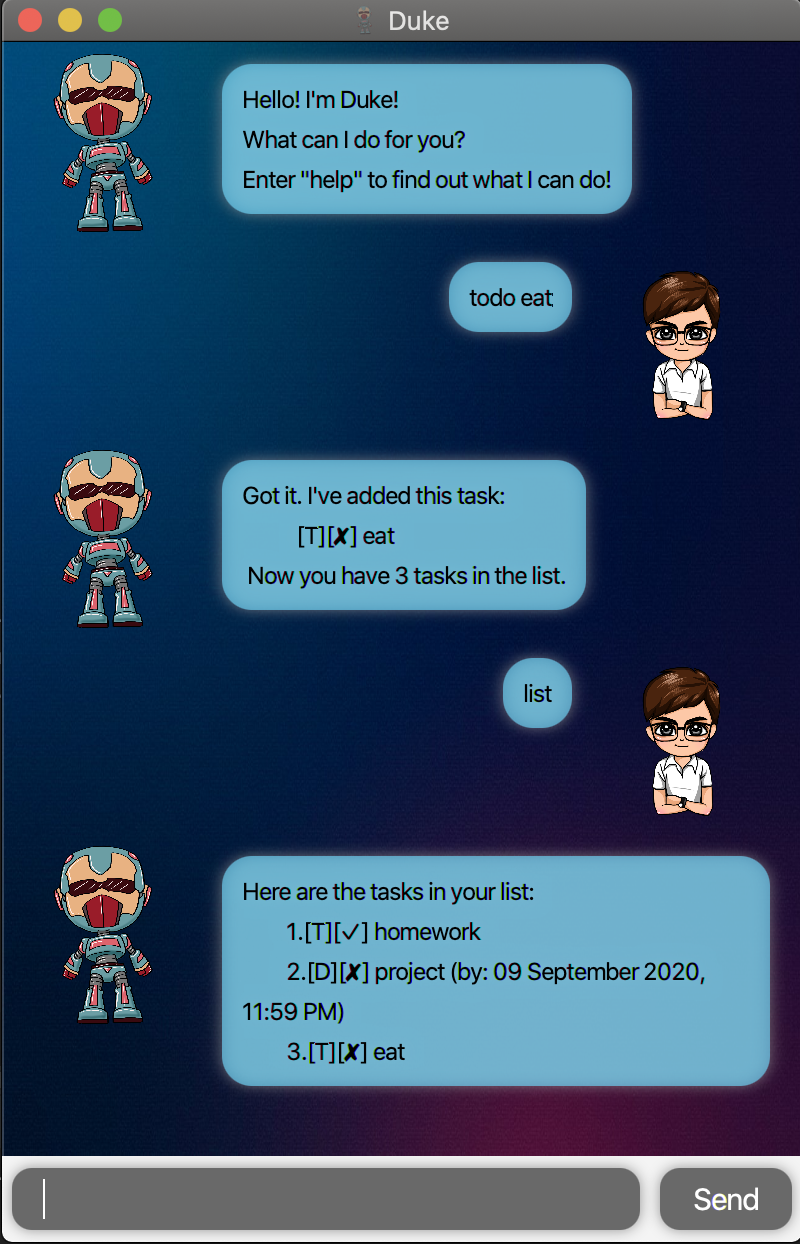 Duke
Hello! I'm Duke!
What can I do for you?
Enter "help" to find out what I can do!
todo eat
Got it. I've added this task:
[T][✘] eat
Now you have 3 tasks in the list.
list
Here are the tasks in your list:
1.[T][✓] homework
2.[D][✘] project (by: 09 September 2020,
11:59 PM)
3.[T][✘] eat
Send